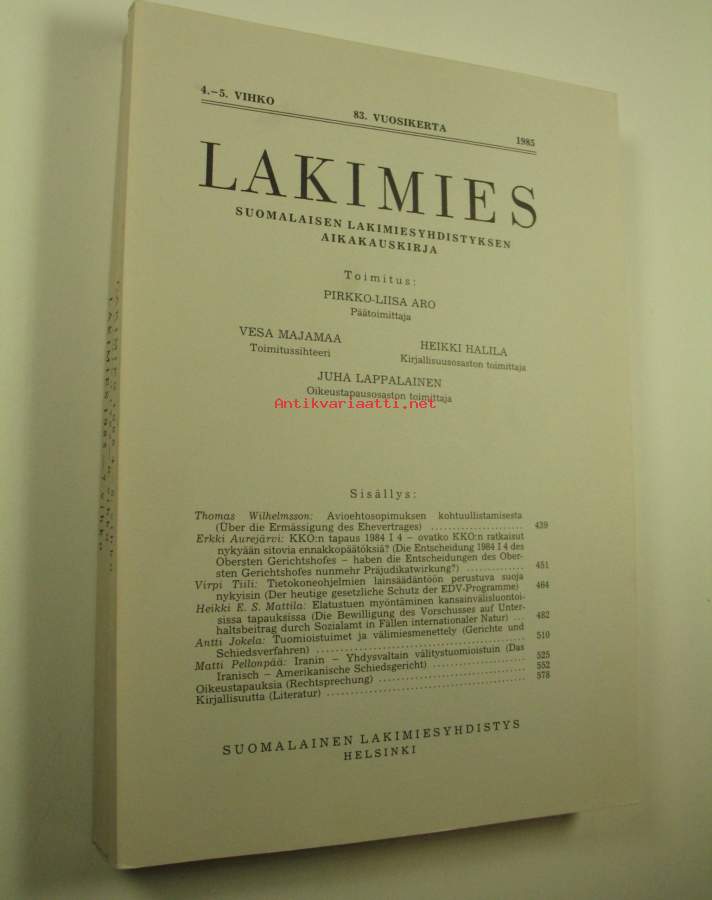 4.–5. VIHKO
83. VUOSIKERTA
1985
LAKIMIES
SUOMALAISEN LAKIMIESYHDISTYKSEN
AIKAKAUSKIRJA
Toimitus:
PIRKKO-LIISA ARO
Päätoimittaja
VESA MAJAMAA
Toimitussihteeri
HEIKKI HALILA
Kirjallisuusosaston toimittaja
JUHA LAPPALAINEN
Oikeustapausosaston toimittaja
Antikvariaatti.net
Sisällys:
Thomas Wilhelmsson: Avioehtosopimuksen kohtuullistamisesta
(Über die Ermässigung des Ehevertrages) 439
Erkki Aurejärvi: KKO:n tapaus 1984 I 4 – ovatko KKO:n ratkaisut
nykyään sitovia ennakkopäätöksiä? (Die Entscheidung 1984 I 4 des
Obersten Gerichtshofes – haben die Entscheidungen des Ober-
sten Gerichtshofes nunmehr Präjudikatwirkung?) 451
Virpi Tiili: Tietokoneohjelmien lainsäädäntöön perustuva suoja
nykyisin (Der heutige gesetzliche Schutz der EDV-Programme) 464
Heikki E. S. Mattila: Elatustuen myöntäminen kansainvälisluontoi-
sissa tapauksissa (Die Bewilligung des Vorschusses auf Unter-
haltsbeitrag durch Sozialamt in Fällen internationaler Natur) ... 482
Antti Jokela: Tuomioistuimet ja välimiesmenettely (Gerichte und
Schiedsverfahren) 510
Matti Pellonpää: Iranin – Yhdysvaltain välitystuomioistuin (Das
Iranisch – Amerikanische Schiedsgericht) 525
Oikeustapauksia (Rechtsprechung) 552
Kirjallisuutta (Literatur) 578
SUOMALAINEN LAKIMIESYHDISTYS
HELSINKI